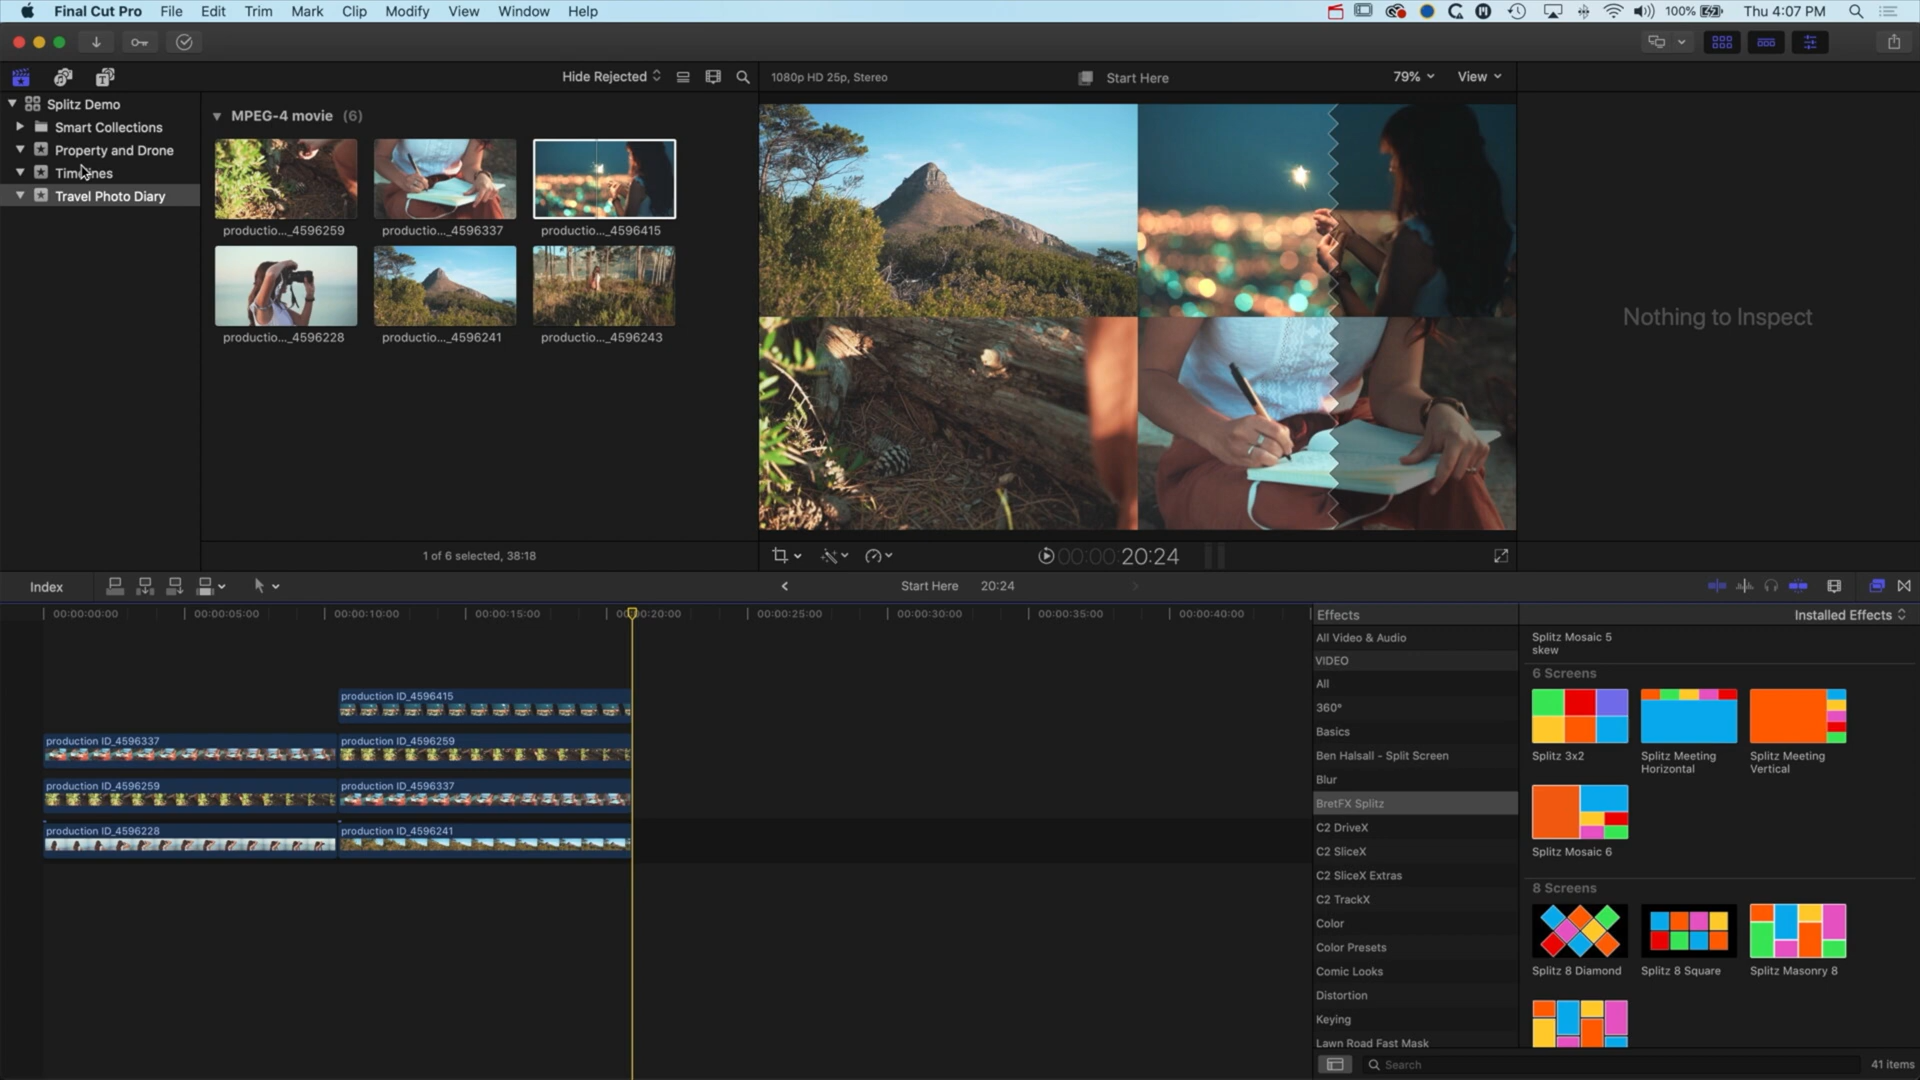 Final Cut Pro File Edit Trim Mark Clip Modify View Window Help 100% Thu 4:07 PM
Hide Rejected
1080p HD 25p, Stereo Start Here 79% View
Splitz Demo
Smart Collections
Property and Drone
Timelines
Travel Photo Diary
MPEG-4 movie (6)
productio..._4596259 productio..._4596337 productio..._4596415
productio..._4596228 productio..._4596241 productio..._4596243
1 of 6 selected, 38:18
00:00:00:20:24
Nothing to Inspect
Index Start Here 20:24
00:00:00:00 00:00:05:00 00:00:10:00 00:00:15:00 00:00:20:00 00:00:25:00 00:00:30:00 00:00:35:00 00:00:40:00
production ID_4596415
production ID_4596337 production ID_4596259
production ID_4596259 production ID_4596337
production ID_4596228 production ID_4596241
Effects Installed Effects
All Video & Audio
VIDEO
All
360°
Basics
Ben Halsall - Split Screen
Blur
BretFX Splitz
C2 DriveX
C2 SliceX
C2 SliceX Extras
C2 TrackX
Color
Color Presets
Comic Looks
Distortion
Keying
Lawn Road Fast Mask
Splitz Mosaic 5
skew
6 Screens
Splitz 3x2
Splitz Meeting
Horizontal
Splitz Meeting
Vertical
Splitz Mosaic 6
8 Screens
Splitz 8 Diamond Splitz 8 Square Splitz Masonry 8
Search 41 items